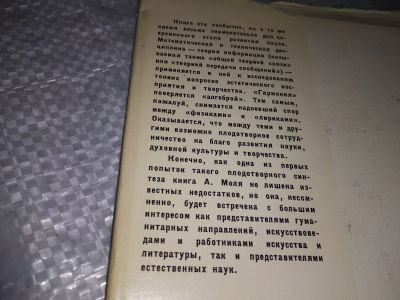 Книга эта необычна, но в то же
время весьма знаменательна для со-
временного этапа развития науки.
Математическая и техническая дис-
циплина — теория информации (назы-
ваемая также «общей теорией связи»
или «теорией передачи сообщений») —
применяется в ней к исследованию
тонких вопросов эстетического вос-
приятия и творчества. «Гармония»
поверяется «алгеброй». Тем самым,
пожалуй, снимается надоевший спор
между «физиками» и «лириками».
Оказывается, что между теми и дру-
гими возможно плодотворное сотруд-
ничество на благо развития науки,
духовной культуры и творчества.
Конечно, как одна из первых
попыток такого плодотворного син-
теза книга А. Моля не лишена из-
вестных недостатков, но она, несом-
ненно, будет встречена с большим
интересом как представителями гума-
нитарных направлений, искусствове-
дами и работниками искусства и
литературы, так и представителями
естественных наук.